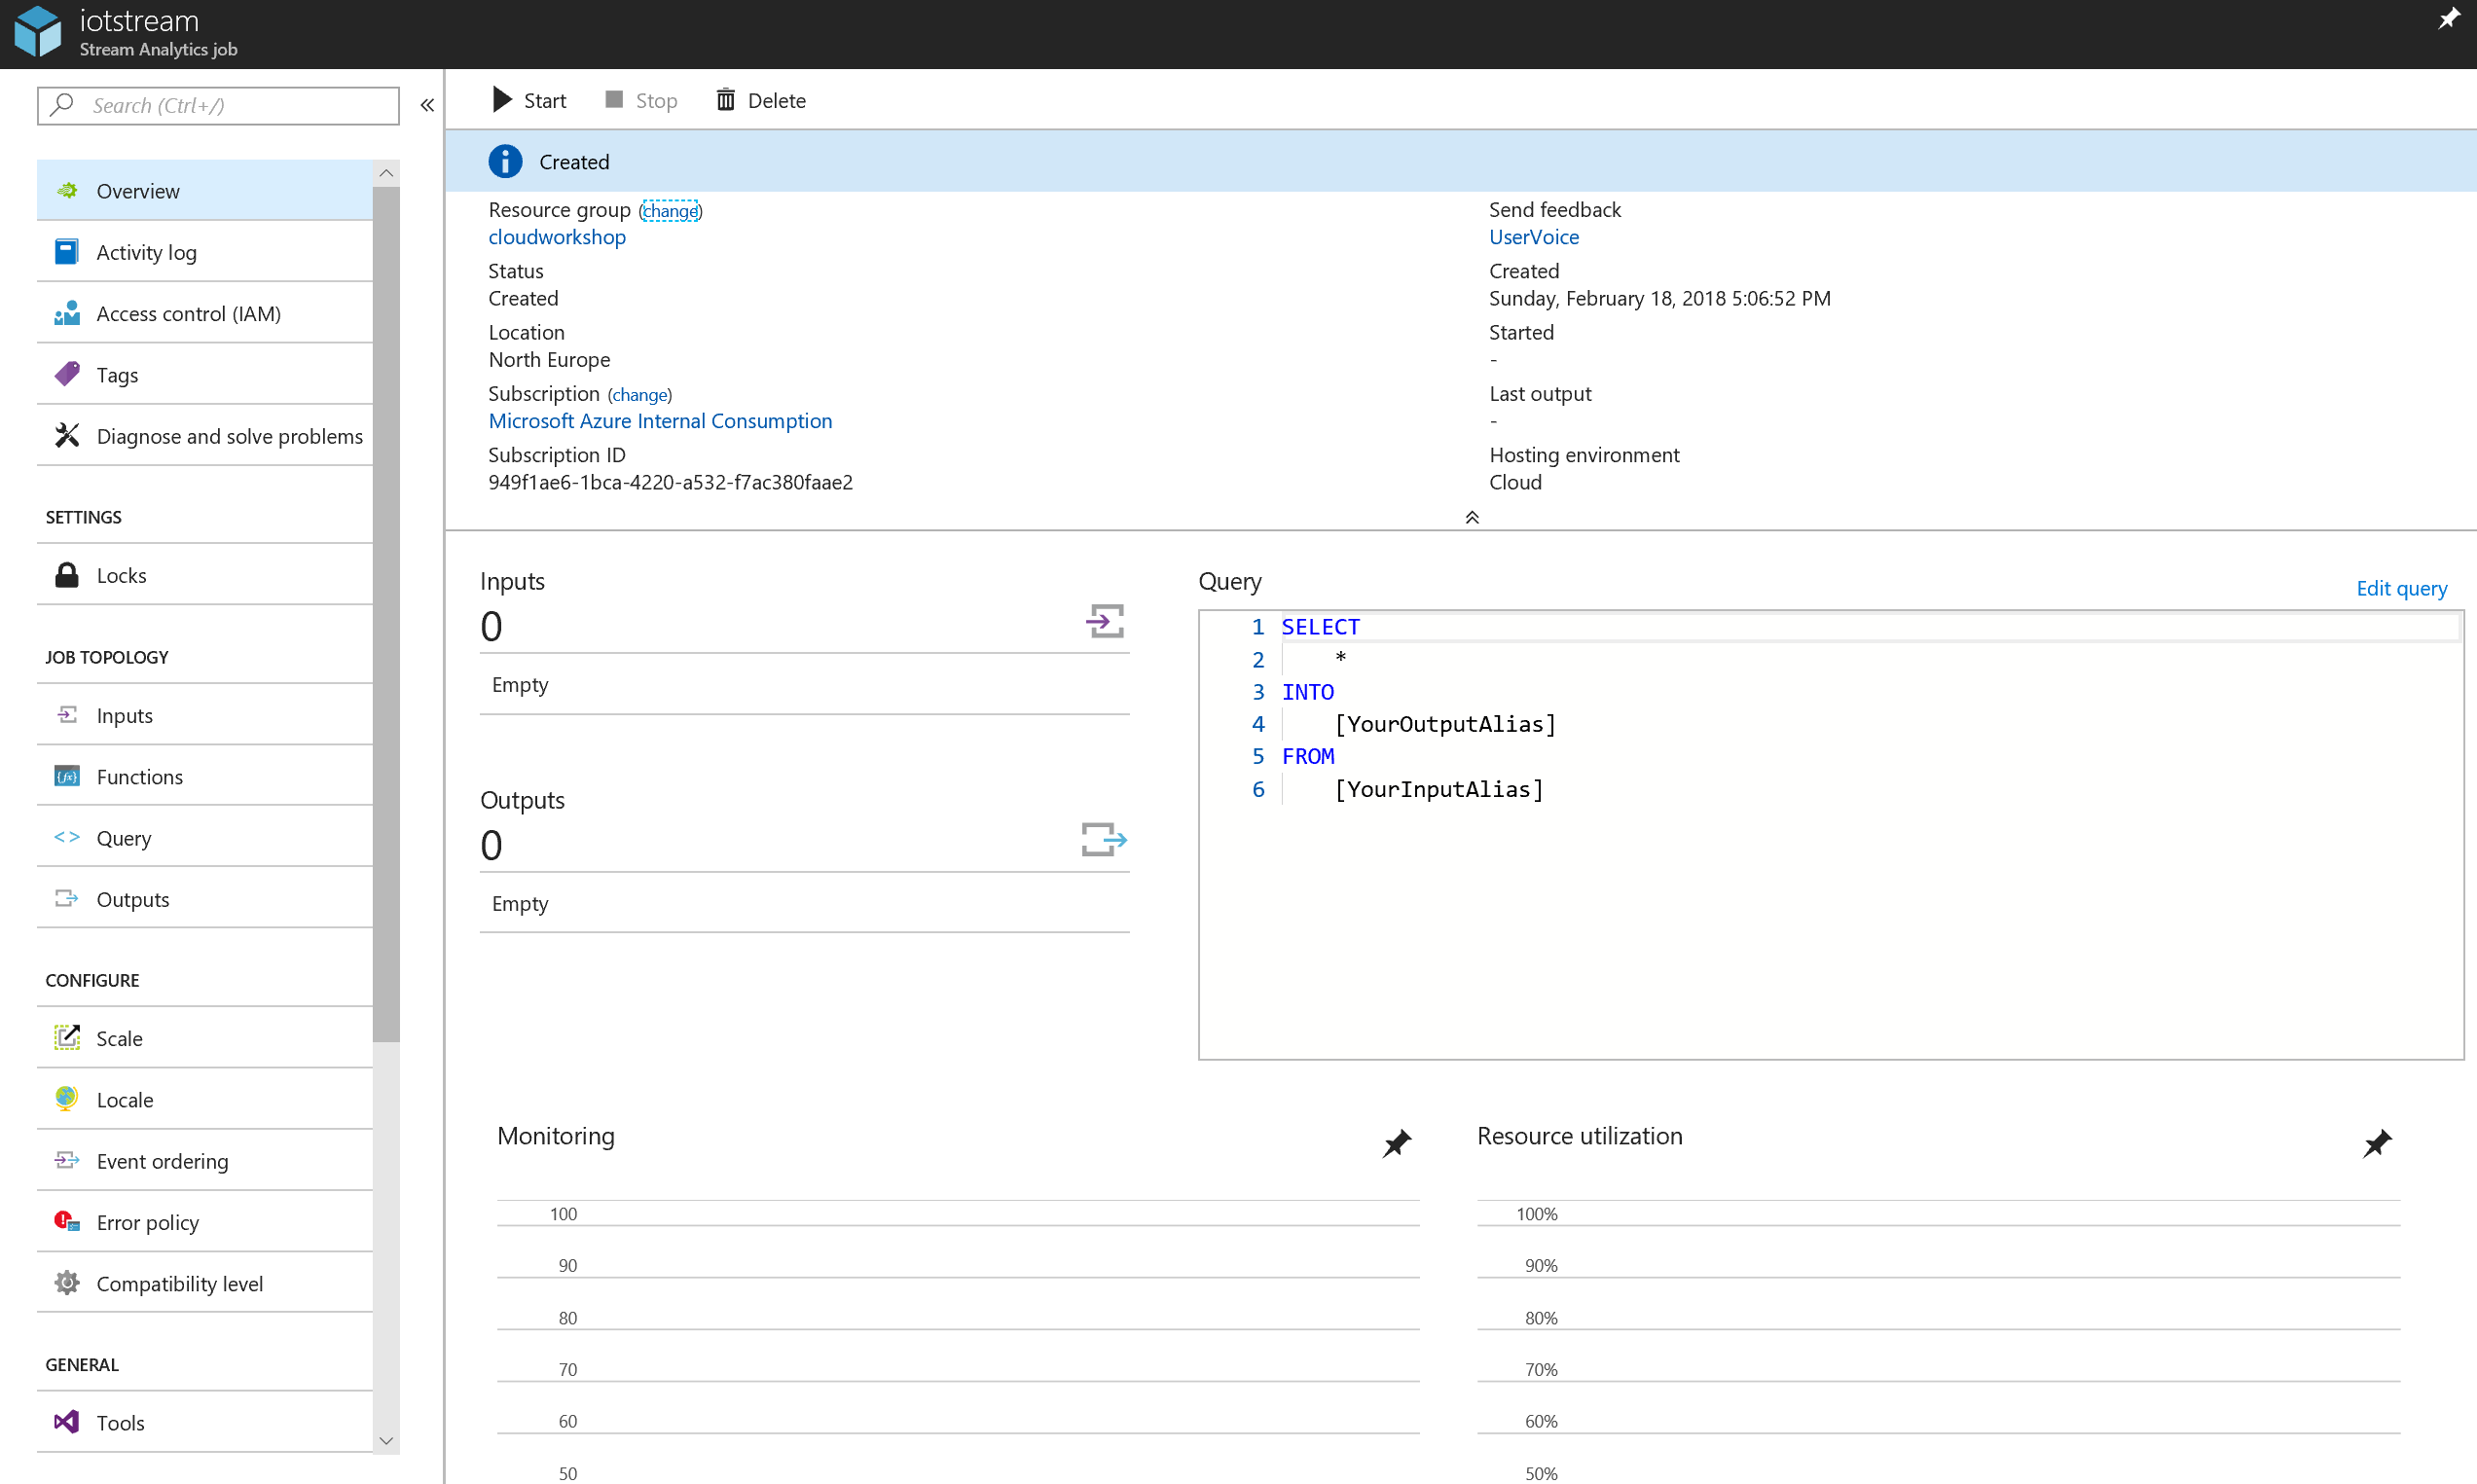 iotstream
Stream Analytics job
Search (Ctrl+/)
Overview
Activity log
Access control (IAM)
Tags
Diagnose and solve problems
SETTINGS
Locks
JOB TOPOLOGY
Inputs
Functions
Query
Outputs
CONFIGURE
Scale
Locale
Event ordering
Error policy
Compatibility level
GENERAL
Tools
Start Stop Delete
Created
Resource group (change)
cloudworkshop
Status
Created
Location
North Europe
Subscription (change)
Microsoft Azure Internal Consumption
Subscription ID
949f1ae6-1bca-4220-a532-f7ac380faae2
Send feedback
UserVoice
Created
Sunday, February 18, 2018 5:06:52 PM
Started
-
Last output
-
Hosting environment
Cloud
Inputs
0
Empty
Outputs
0
Empty
Query
Edit query
1 SELECT
2 *
3 INTO
4 [YourOutputAlias]
5 FROM
6 [YourInputAlias]
Monitoring
100
90
80
70
60
50
Resource utilization
100%
90%
80%
70%
60%
50%